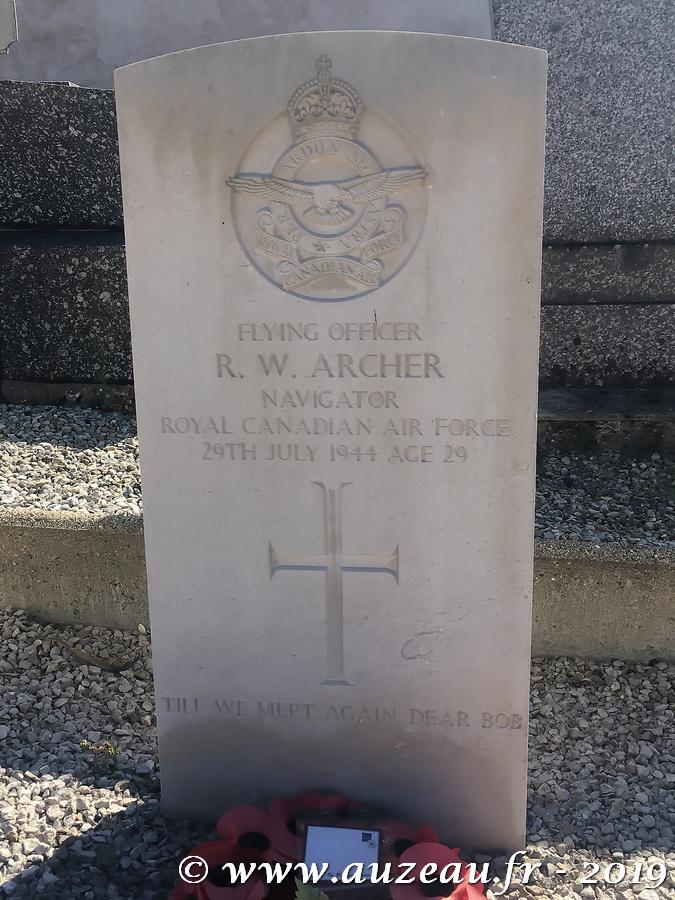 PER ARDUA AD ASTRA
ROYAL CANADIAN AIR FORCE
FLYING OFFICER
R. W. ARCHER
NAVIGATOR
ROYAL CANADIAN AIR FORCE
29TH JULY 1944 AGE 29
TILL WE MEET AGAIN DEAR BOB
© www.auzeau.fr - 2019